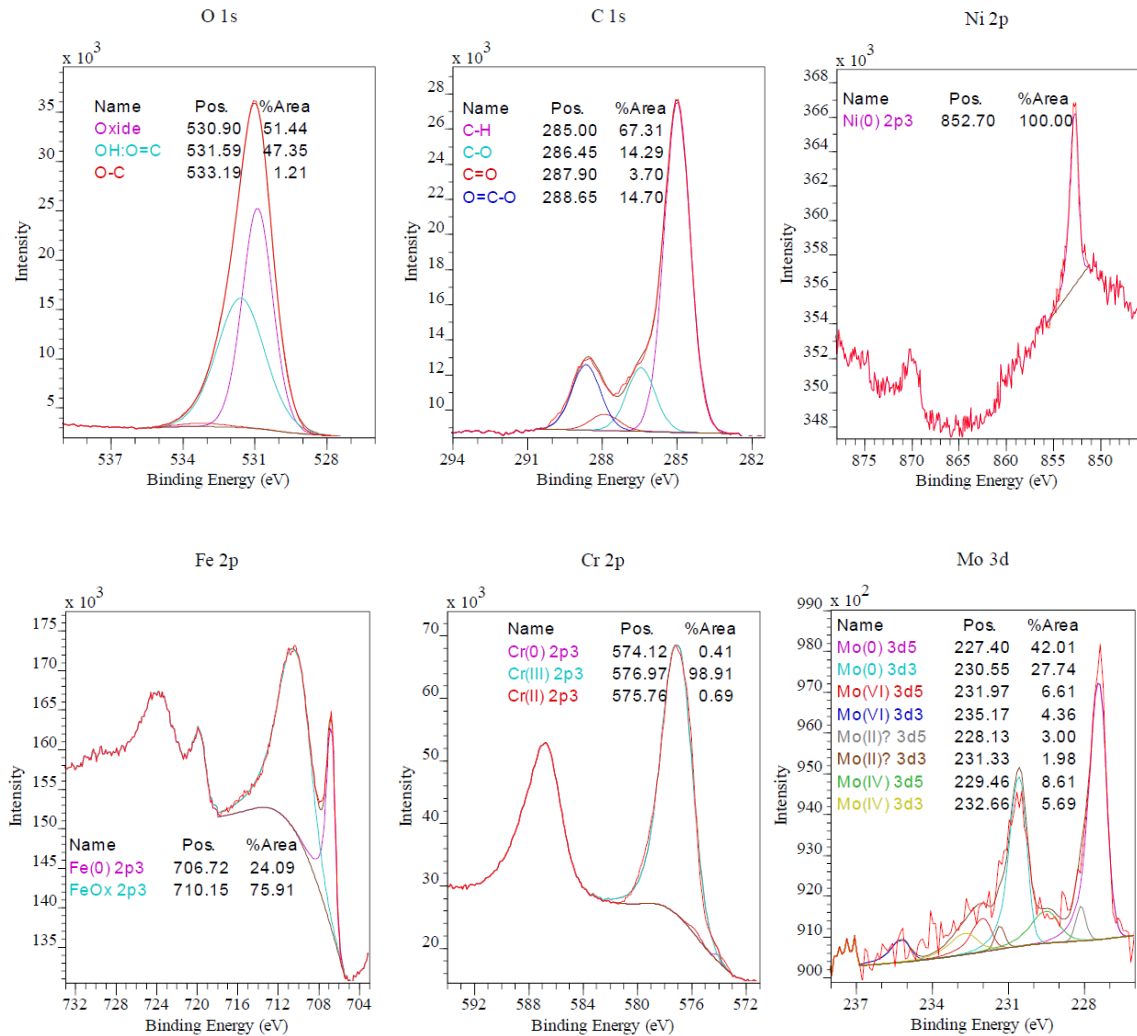 O 1s
x 10³
Name Pos. %Area
Oxide 530.90 51.44
OH:O=C 531.59 47.35
O-C 533.19 1.21
35
30
25
20
15
10
5
Intensity
537 534 531 528
Binding Energy (eV)
C 1s
x 10³
Name Pos. %Area
C-H 285.00 67.31
C-O 286.45 14.29
C=O 287.90 3.70
O=C-O 288.65 14.70
28
26
24
22
20
18
16
14
12
10
Intensity
294 291 288 285 282
Binding Energy (eV)
Ni 2p
x 10³
Name Pos. %Area
Ni(0) 2p3 852.70 100.00
368
366
364
362
360
358
356
354
352
350
348
Intensity
875 870 865 860 855 850
Binding Energy (eV)
Fe 2p
x 10³
175
170
165
160
155
150
145
140
135
Intensity
Name Pos. %Area
Fe(0) 2p3 706.72 24.09
FeOx 2p3 710.15 75.91
732 728 724 720 716 712 708 704
Binding Energy (eV)
Cr 2p
x 10³
Name Pos. %Area
Cr(0) 2p3 574.12 0.41
Cr(III) 2p3 576.97 98.91
Cr(II) 2p3 575.76 0.69
70
60
50
40
30
20
Intensity
592 588 584 580 576 572
Binding Energy (eV)
Mo 3d
x 10²
Name Pos. %Area
Mo(0) 3d5 227.40 42.01
Mo(0) 3d3 230.55 27.74
Mo(VI) 3d5 231.97 6.61
Mo(VI) 3d3 235.17 4.36
Mo(II)? 3d5 228.13 3.00
Mo(II)? 3d3 231.33 1.98
Mo(IV) 3d5 229.46 8.61
Mo(IV) 3d3 232.66 5.69
990
980
970
960
950
940
930
920
910
900
Intensity
237 234 231 228
Binding Energy (eV)